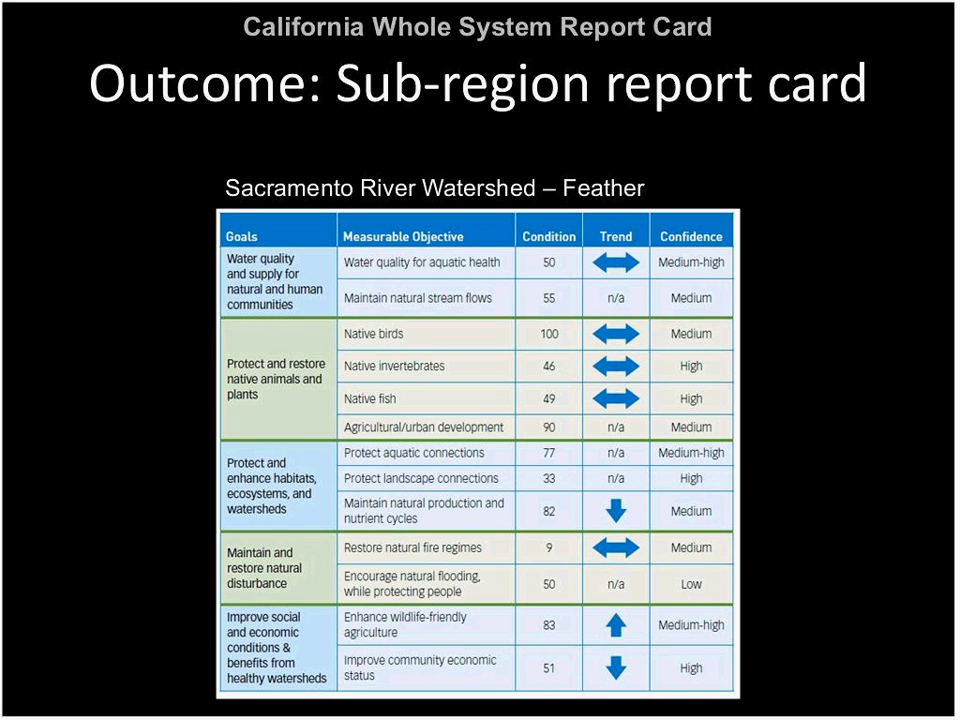 California Whole System Report Card
Outcome: Sub-region report card
Sacramento River Watershed – Feather
Goals Measurable Objective Condition Trend Confidence
Water quality
and supply for
natural and human
communities
Water quality for aquatic health 50 Medium-high
Maintain natural stream flows 55 n/a Medium
Protect and restore
native animals and
plants
Native birds 100 Medium
Native invertebrates 46 High
Native fish 49 High
Agricultural/urban development 90 n/a Medium
Protect and
enhance habitats,
ecosystems, and
watersheds
Protect aquatic connections 77 n/a Medium-high
Protect landscape connections 33 n/a High
Maintain natural production and
nutrient cycles 82 Medium
Maintain and
restore natural
disturbance
Restore natural fire regimes 9 Medium
Encourage natural flooding,
while protecting people 50 n/a Low
Improve social
and economic
conditions &
benefits from
healthy watersheds
Enhance wildlife-friendly
agriculture 83 Medium-high
Improve community economic
status 51 High